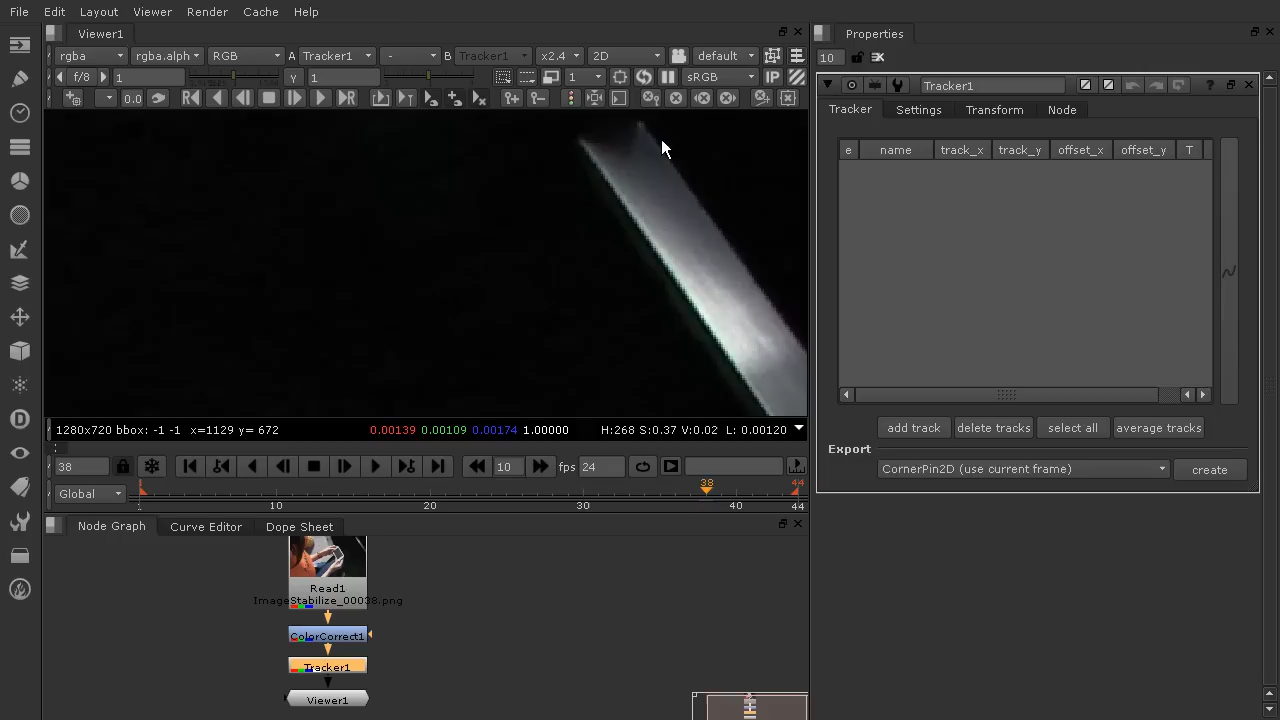 File Edit Layout Viewer Render Cache Help
Viewer1
rgba rgba.alph RGB A Tracker1 - B Tracker1 x2.4 2D default
f/8 1 Y 1 1 sRGB IP
0.0
1280x720 bbox: -1 -1 x=1129 y= 672 0.00139 0.00109 0.00174 1.00000 H:268 S:0.37 V:0.02 L: 0.00120
38 10 fps 24
Global 1 10 20 30 38 40 44
1 44
Node Graph Curve Editor Dope Sheet
Read1
ImageStabilize_00038.png
ColorCorrect1
Tracker1
Viewer1
Properties
10
Tracker1 ?
Tracker Settings Transform Node
e name track_x track_y offset_x offset_y T
add track delete tracks select all average tracks
Export
CornerPin2D (use current frame) create